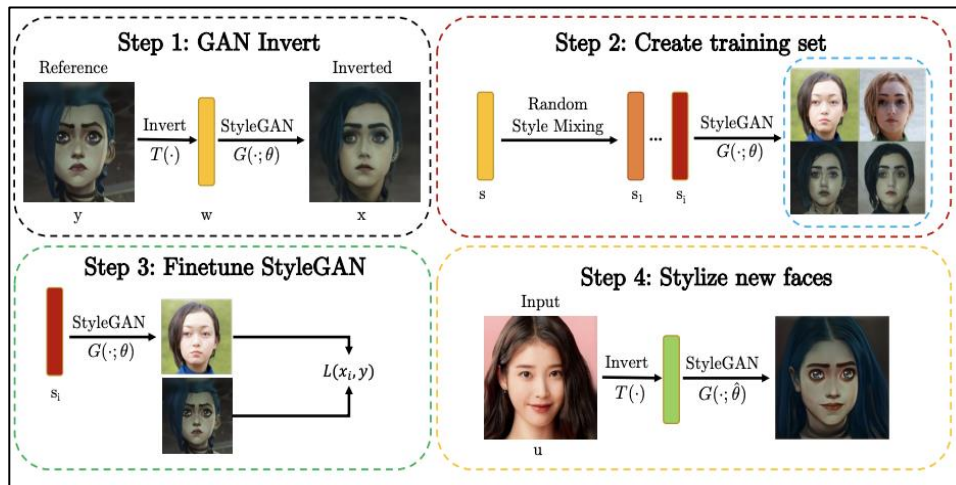 Step 1: GAN Invert
Reference
Inverted
Invert
T(·)
StyleGAN
G(·;θ)
y
w
x
Step 2: Create training set
Random
Style Mixing
StyleGAN
G(·;θ)
...
s
s₁
sᵢ
Step 3: Finetune StyleGAN
StyleGAN
G(·;θ)
L(xᵢ, y)
sᵢ
Step 4: Stylize new faces
Input
Invert
T(·)
StyleGAN
G(·;θ̂)
u